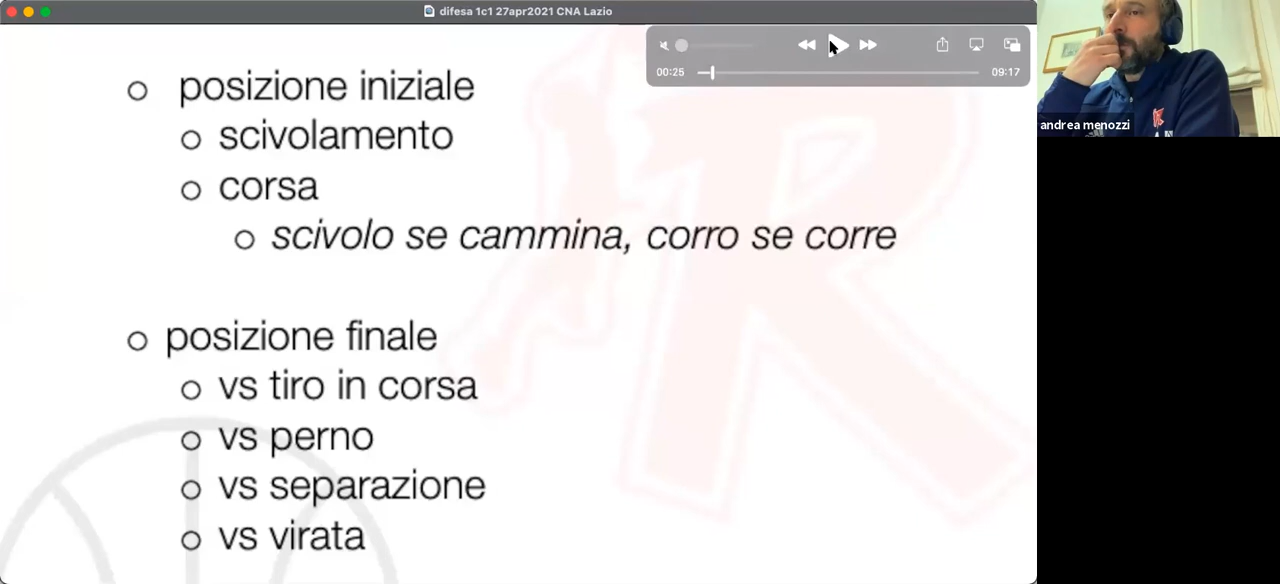 difesa 1c1 27apr2021 CNA Lazio
00:25
09:17
andrea menozzi
posizione iniziale
scivolamento
corsa
scivolo se cammina, corro se corre
posizione finale
vs tiro in corsa
vs perno
vs separazione
vs virata
R